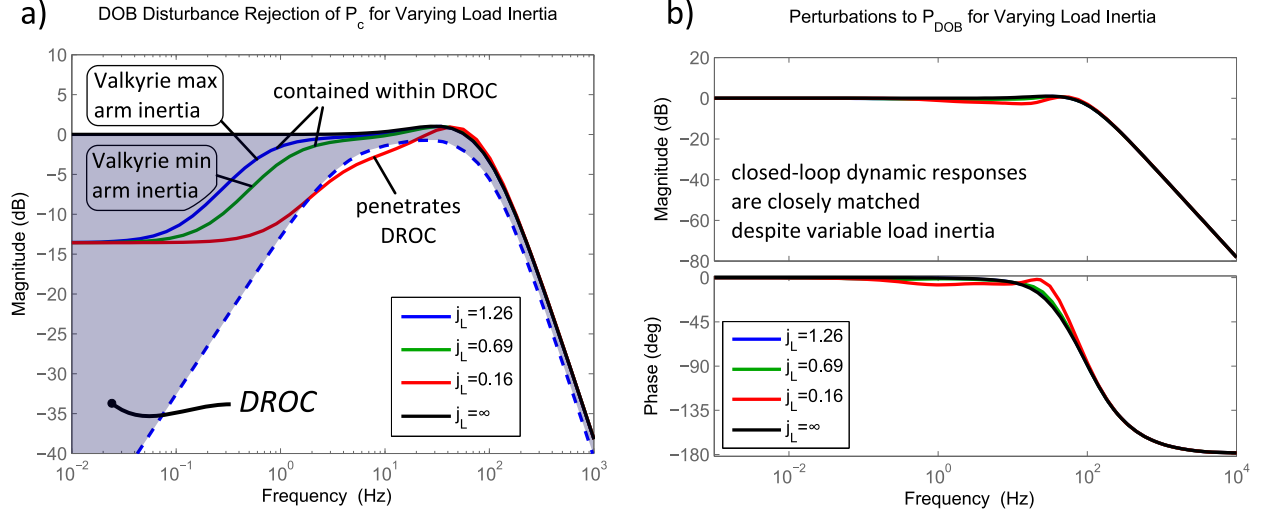 a)
DOB Disturbance Rejection of P_c for Varying Load Inertia
10
5
0
−5
−10
−15
−20
−25
−30
−35
−40
Magnitude (dB)
Valkyrie max
arm inertia
Valkyrie min
arm inertia
contained within DROC
penetrates
DROC
DROC
j_L=1.26
j_L=0.69
j_L=0.16
j_L=∞
10^−2
10^−1
10^0
10^1
10^2
10^3
Frequency (Hz)
b)
Perturbations to P_DOB for Varying Load Inertia
20
0
−20
−40
−60
−80
Magnitude (dB)
closed-loop dynamic responses
are closely matched
despite variable load inertia
0
−45
−90
−135
−180
Phase (deg)
j_L=1.26
j_L=0.69
j_L=0.16
j_L=∞
10^−2
10^0
10^2
10^4
Frequency (Hz)